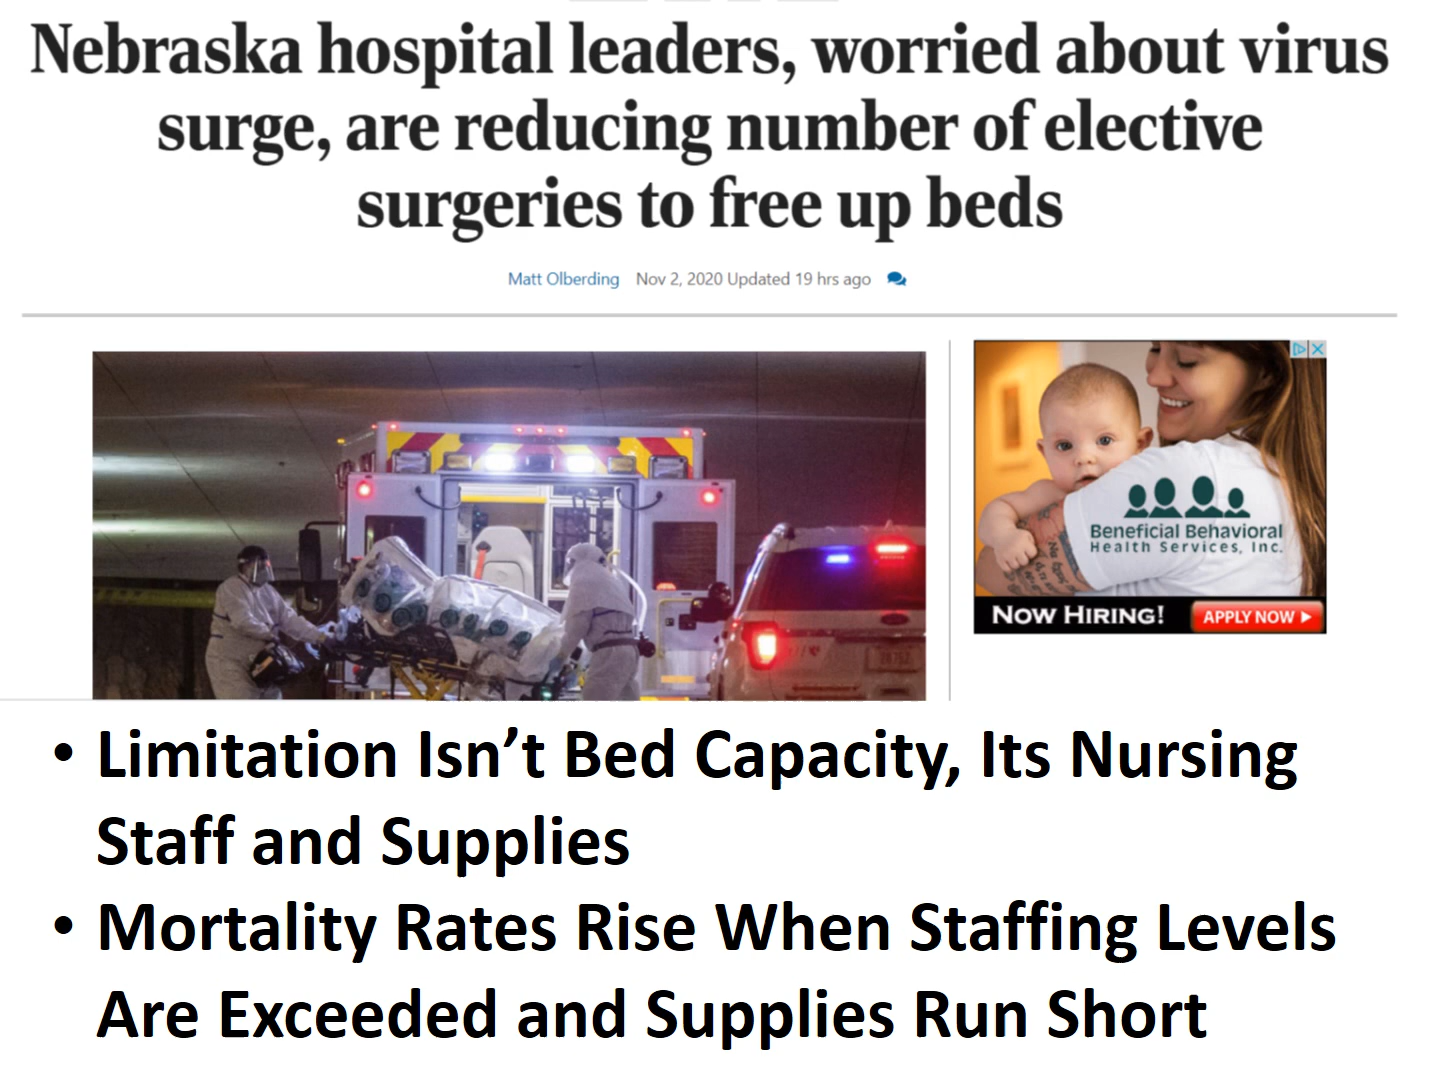 Nebraska hospital leaders, worried about virus
surge, are reducing number of elective
surgeries to free up beds
Matt Olberding Nov 2, 2020 Updated 19 hrs ago
Beneficial Behavioral
Health Services, Inc.
NOW HIRING!
APPLY NOW
• Limitation Isn’t Bed Capacity, Its Nursing
Staff and Supplies
• Mortality Rates Rise When Staffing Levels
Are Exceeded and Supplies Run Short